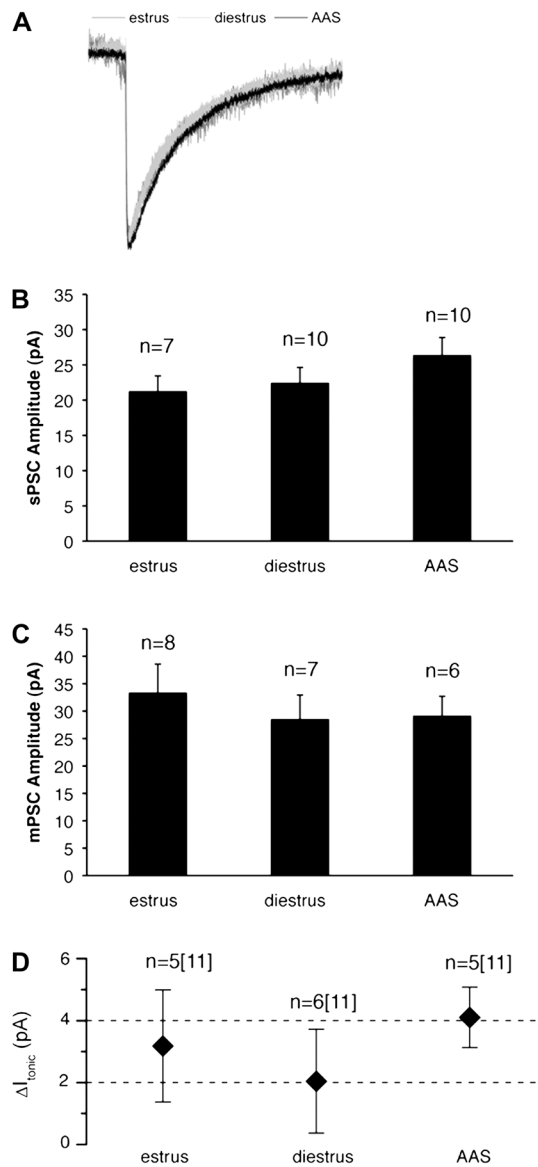 A
estrus diestrus AAS
B
sPSC Amplitude (pA)
35
30
25
20
15
10
5
0
n=7
n=10
n=10
estrus diestrus AAS
C
mPSC Amplitude (pA)
45
40
35
30
25
20
15
10
5
0
n=8
n=7
n=6
estrus diestrus AAS
D
ΔItonic (pA)
6
4
2
0
n=5[11]
n=6[11]
n=5[11]
estrus diestrus AAS